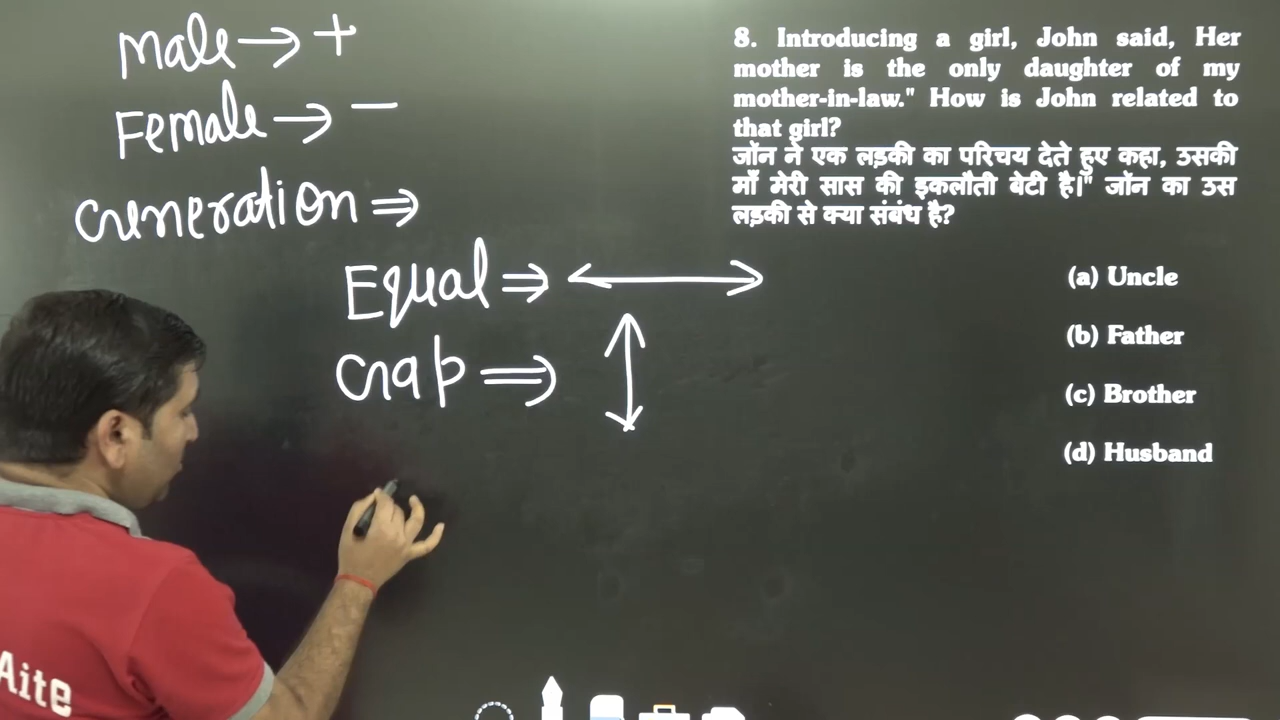 Male → +
Female → −
Generation ⇒
Equal ⇒ ↔
Gap ⇒ ↕
8. Introducing a girl, John said, Her
mother is the only daughter of my
mother-in-law." How is John related to
that girl?
जॉन ने एक लड़की का परिचय देते हुए कहा, उसकी
माँ मेरी सास की इकलौती बेटी है।" जॉन का उस
लड़की से क्या संबंध है?
(a) Uncle
(b) Father
(c) Brother
(d) Husband
Aite